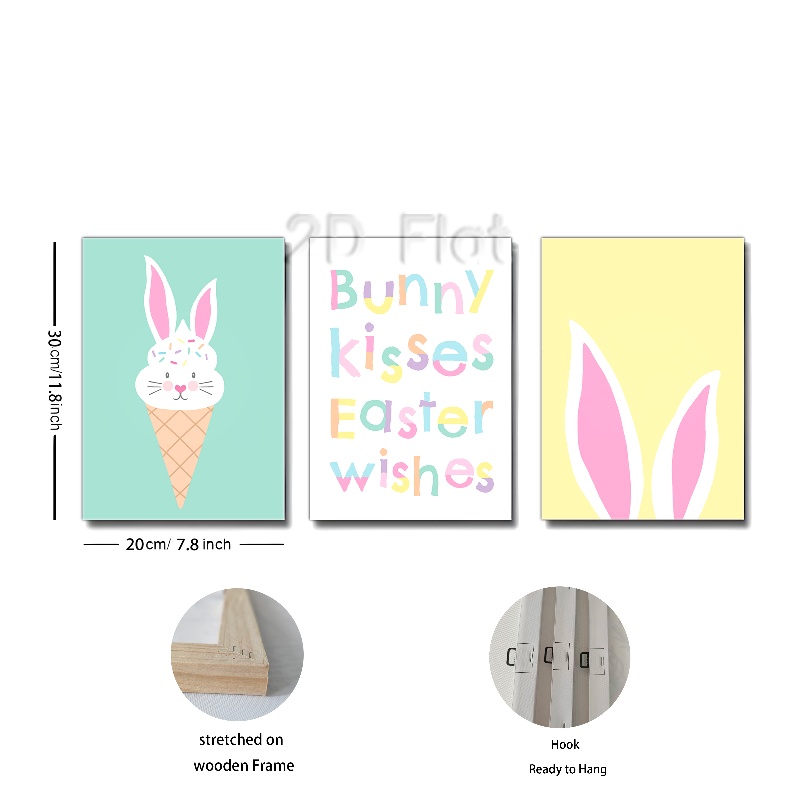 2D Flat
Bunny
kisses
Easter
wishes
30cm/11.8inch
20cm/ 7.8 inch
stretched on
wooden Frame
Hook
Ready to Hang